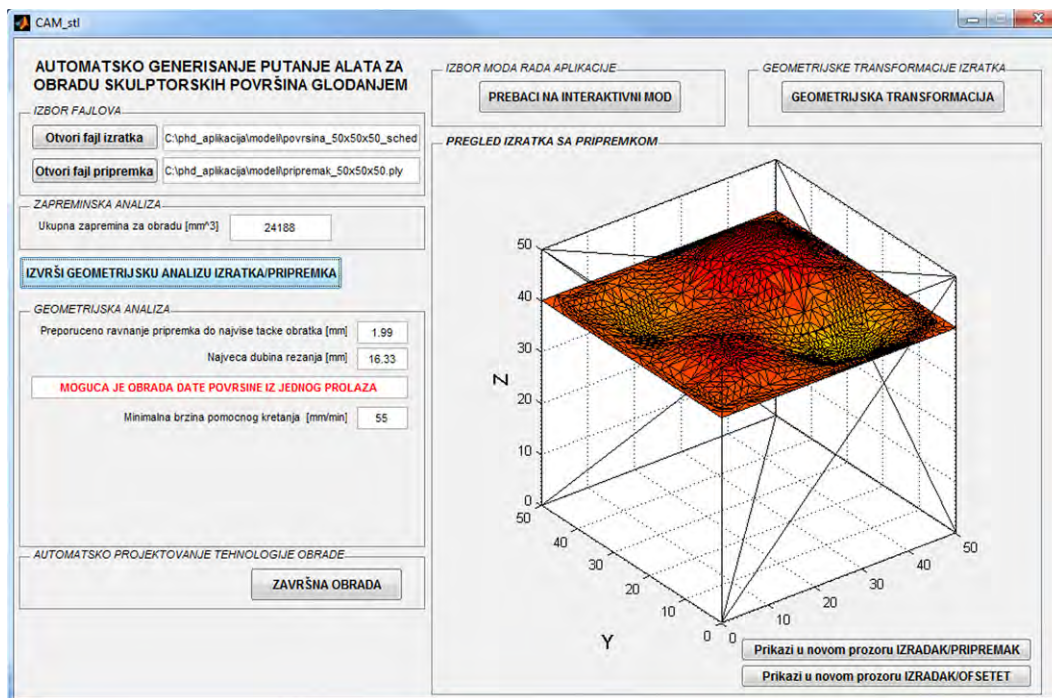 CAM_stl
AUTOMATSKO GENERISANJE PUTANJE ALATA ZA
OBRADU SKULPTORSKIH POVRŠINA GLODANJEM
IZBOR FAJLOVA
Otvori fajl izratka C:\phd_aplikacija\modeli\povrsina_50x50x50_sched
Otvori fajl pripremka C:\phd_aplikacija\modeli\pripremak_50x50x50.ply
ZAPREMINSKA ANALIZA
Ukupna zapremina za obradu [mm^3] 24188
IZVRŠI GEOMETRIJSKU ANALIZU IZRATKA/PRIPREMKA
GEOMETRIJSKA ANALIZA
Preporuceno ravnanje pripremka do najvise tacke obratka [mm] 1.99
Najveca dubina rezanja [mm] 16.33
MOGUCA JE OBRADA DATE POVRSINE IZ JEDNOG PROLAZA
Minimalna brzina pomocnog kretanja [mm/min] 55
AUTOMATSKO PROJEKTOVANJE TEHNOLOGIJE OBRADE
ZAVRŠNA OBRADA
IZBOR MODA RADA APLIKACIJE
PREBACI NA INTERAKTIVNI MOD
GEOMETRIJSKE TRANSFORMACIJE IZRATKA
GEOMETRIJSKA TRANSFORMACIJA
PREGLED IZRATKA SA PRIPREMKOM
50
40
30
Z
20
10
0
50
40
30
20
10
0
Y
0
10
20
30
40
50
Prikazi u novom prozoru IZRADAK/PRIPREMAK
Prikazi u novom prozoru IZRADAK/OFSETET